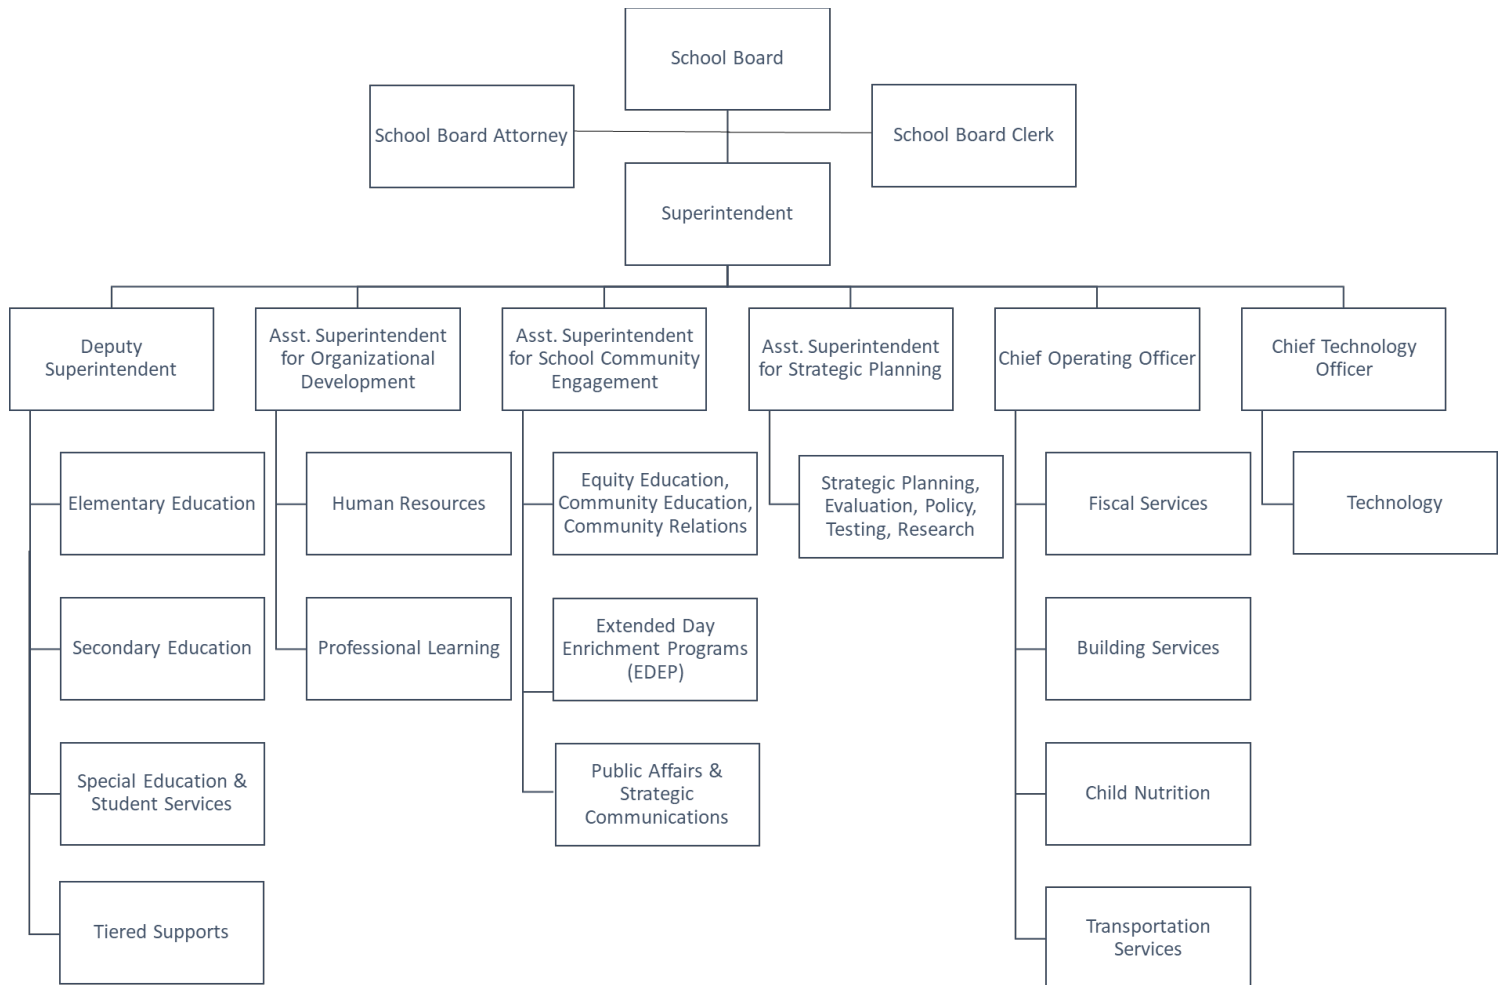 School Board
School Board Attorney
School Board Clerk
Superintendent
Deputy
Superintendent
Asst. Superintendent
for Organizational
Development
Asst. Superintendent
for School Community
Engagement
Asst. Superintendent
for Strategic Planning
Chief Operating Officer
Chief Technology
Officer
Elementary Education
Human Resources
Equity Education,
Community Education,
Community Relations
Strategic Planning,
Evaluation, Policy,
Testing, Research
Fiscal Services
Technology
Secondary Education
Professional Learning
Extended Day
Enrichment Programs
(EDEP)
Building Services
Special Education &
Student Services
Public Affairs &
Strategic
Communications
Child Nutrition
Tiered Supports
Transportation
Services